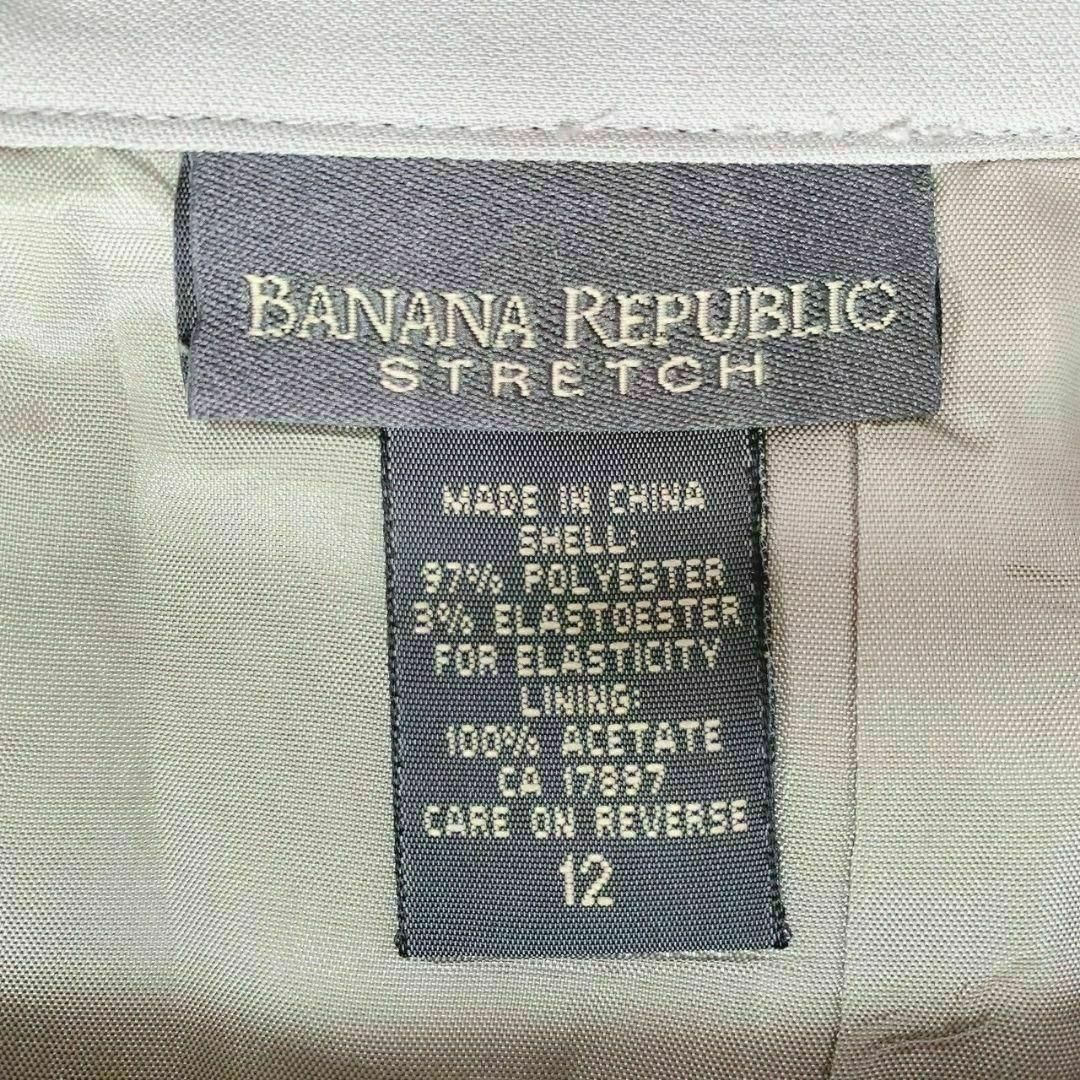 BANANA REPUBLIC
STRETCH
MADE IN CHINA
SHELL:
97% POLYESTER
3% ELASTOESTER
FOR ELASTICITY
LINING:
100% ACETATE
CA 17897
CARE ON REVERSE
12